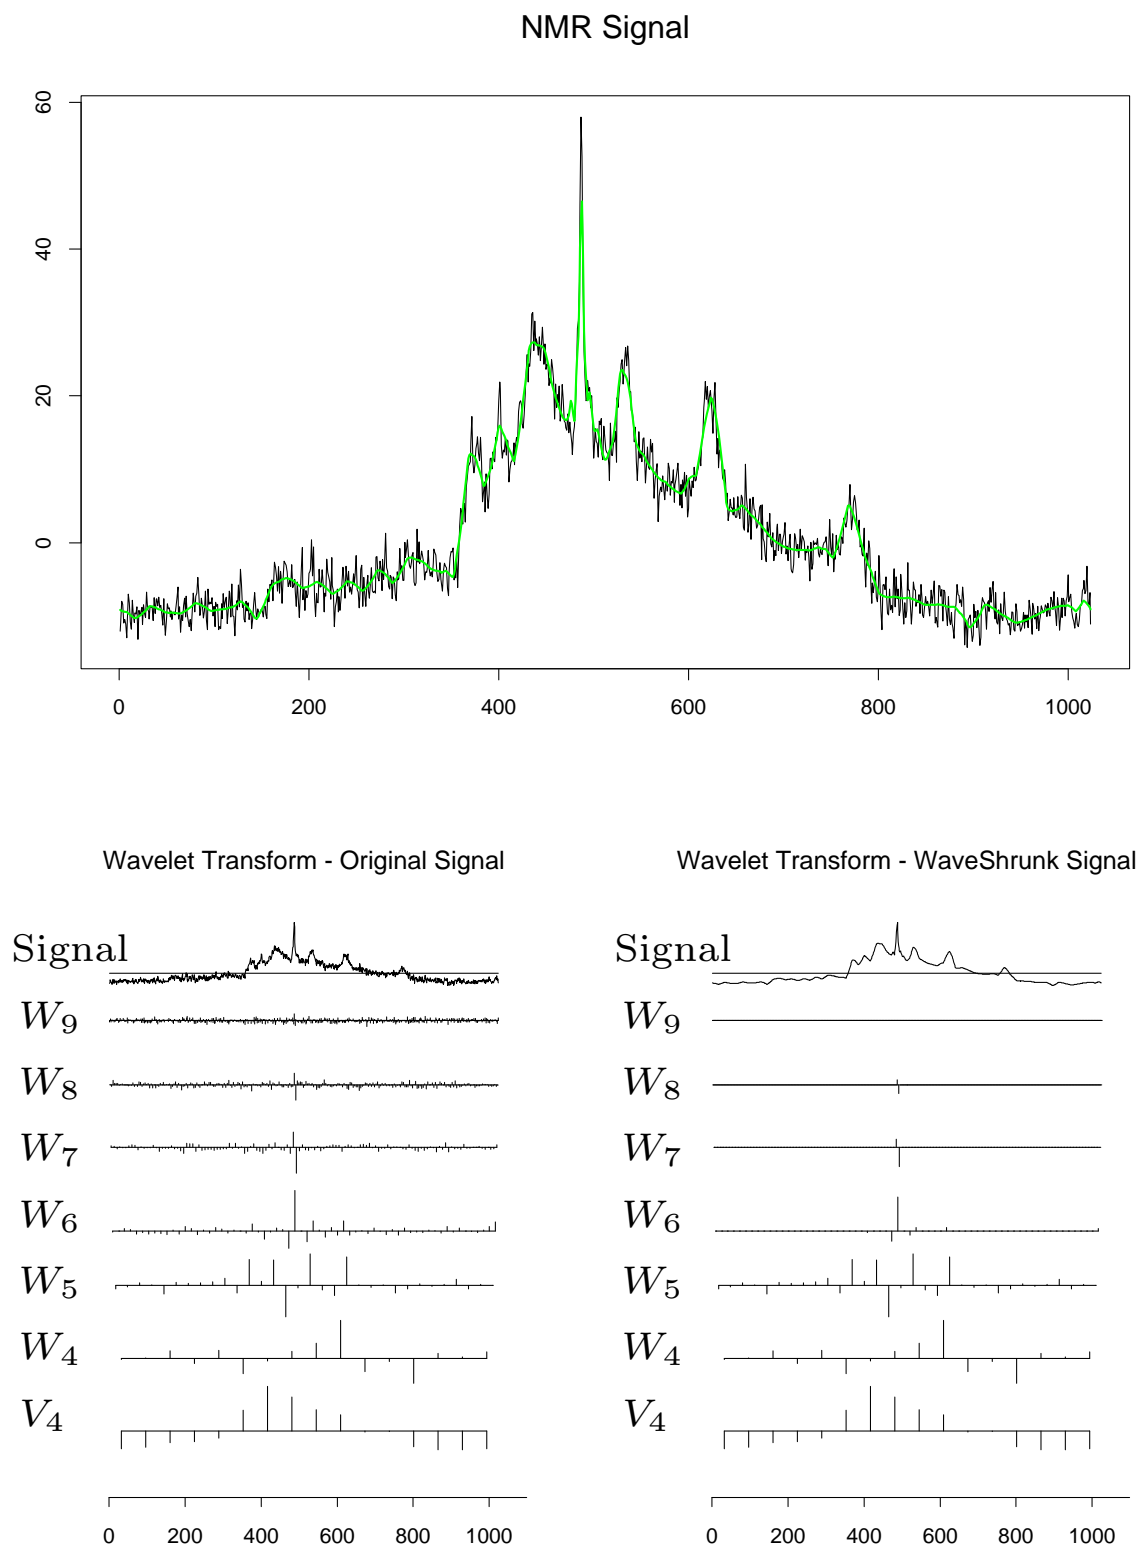 NMR Signal
60
40
20
0
0 200 400 600 800 1000
Wavelet Transform - Original Signal
Signal
W9
W8
W7
W6
W5
W4
V4
0 200 400 600 800 1000
Wavelet Transform - WaveShrunk Signal
Signal
W9
W8
W7
W6
W5
W4
V4
0 200 400 600 800 1000